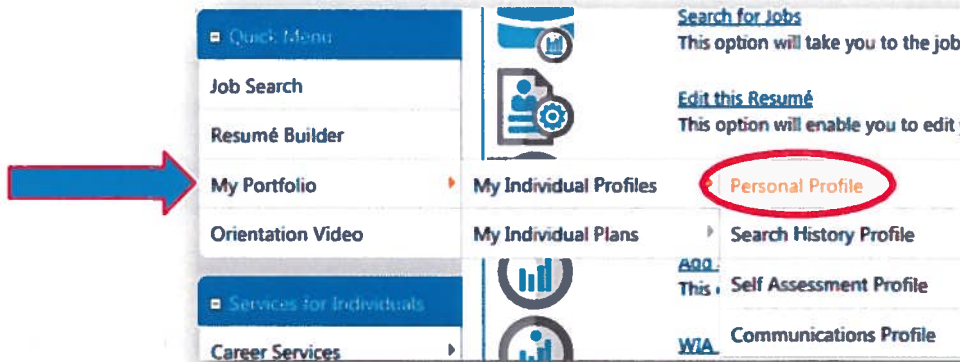 Quick Menu
Job Search
Resumé Builder
My Portfolio
Orientation Video
Services for Individuals
Career Services
My Individual Profiles
My Individual Plans
Personal Profile
Search History Profile
Self Assessment Profile
Communications Profile
Search for Jobs
This option will take you to the job
Edit this Resumé
This option will enable you to edit
Add
This
WIA